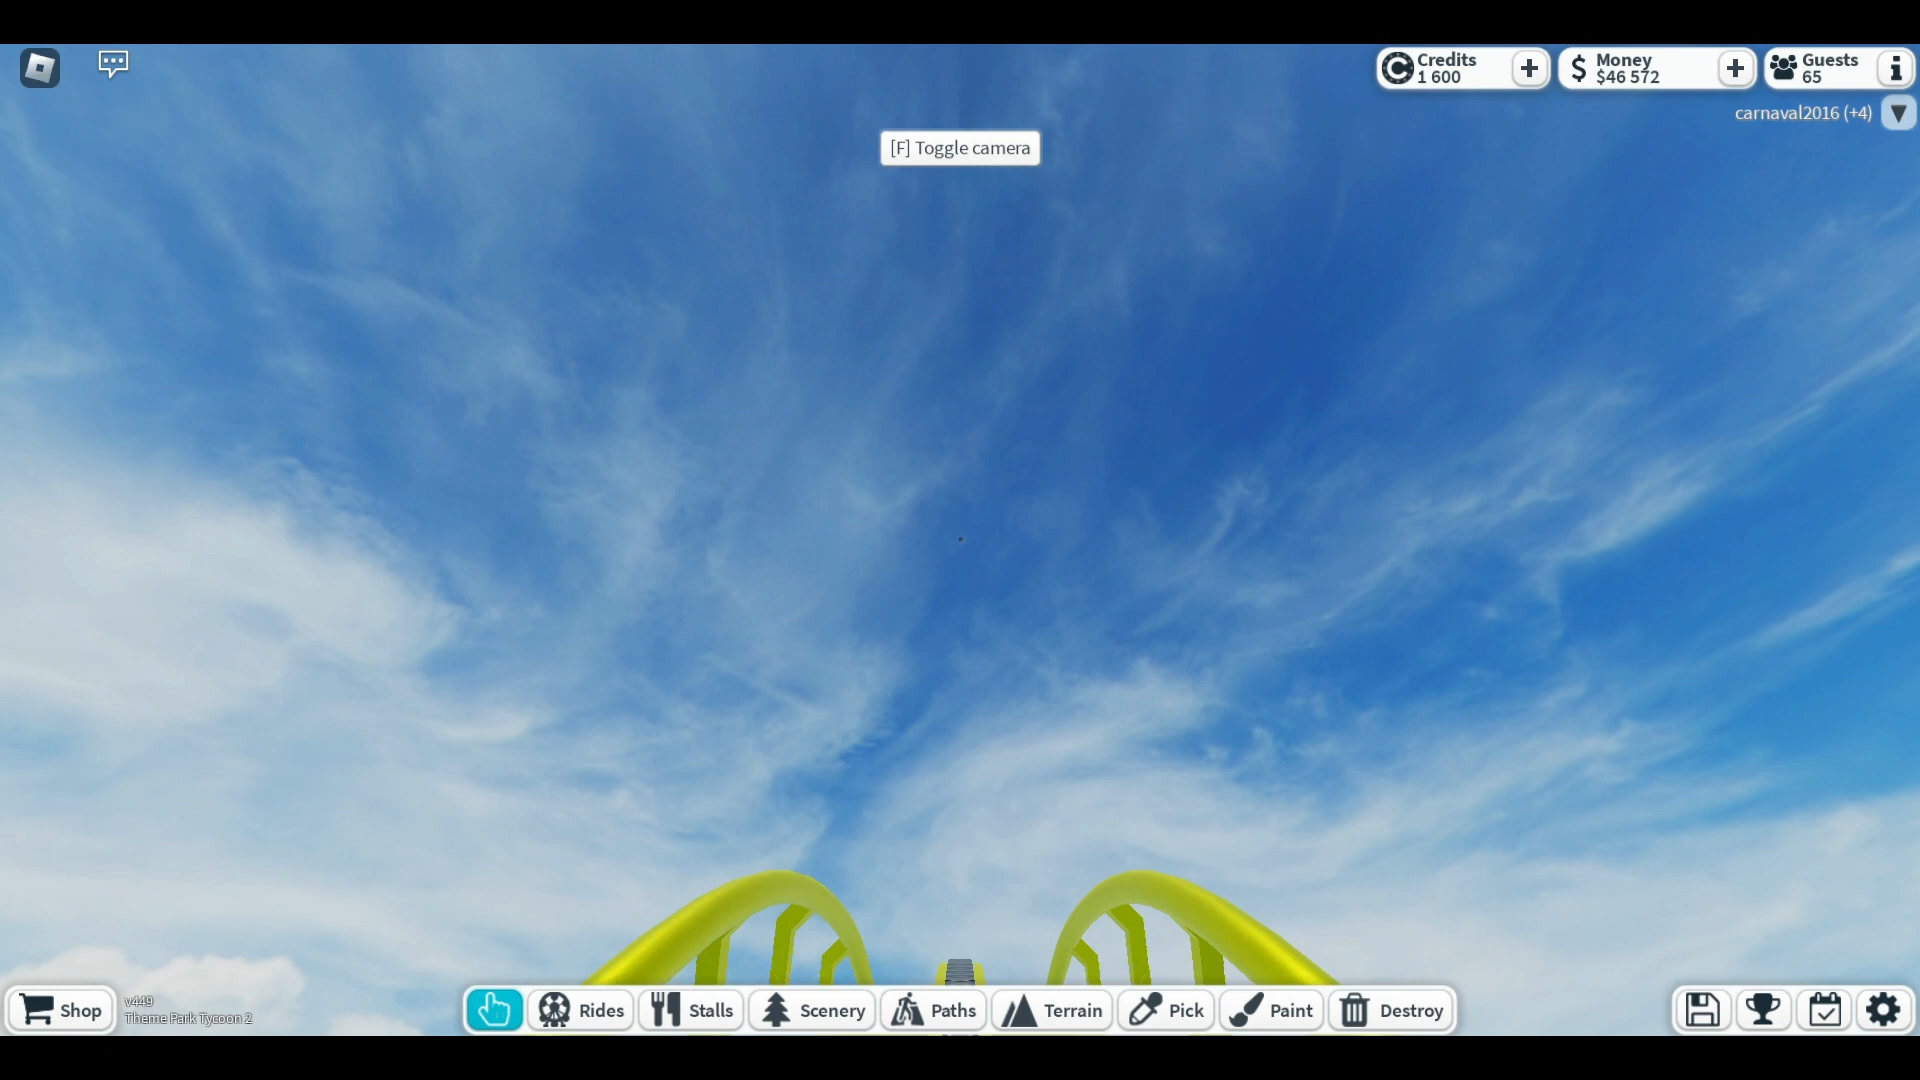 Credits
1 600
Money
$46 572
Guests
65
carnaval2016 (+4)
[F] Toggle camera
Shop
v449
Theme Park Tycoon 2
Rides
Stalls
Scenery
Paths
Terrain
Pick
Paint
Destroy